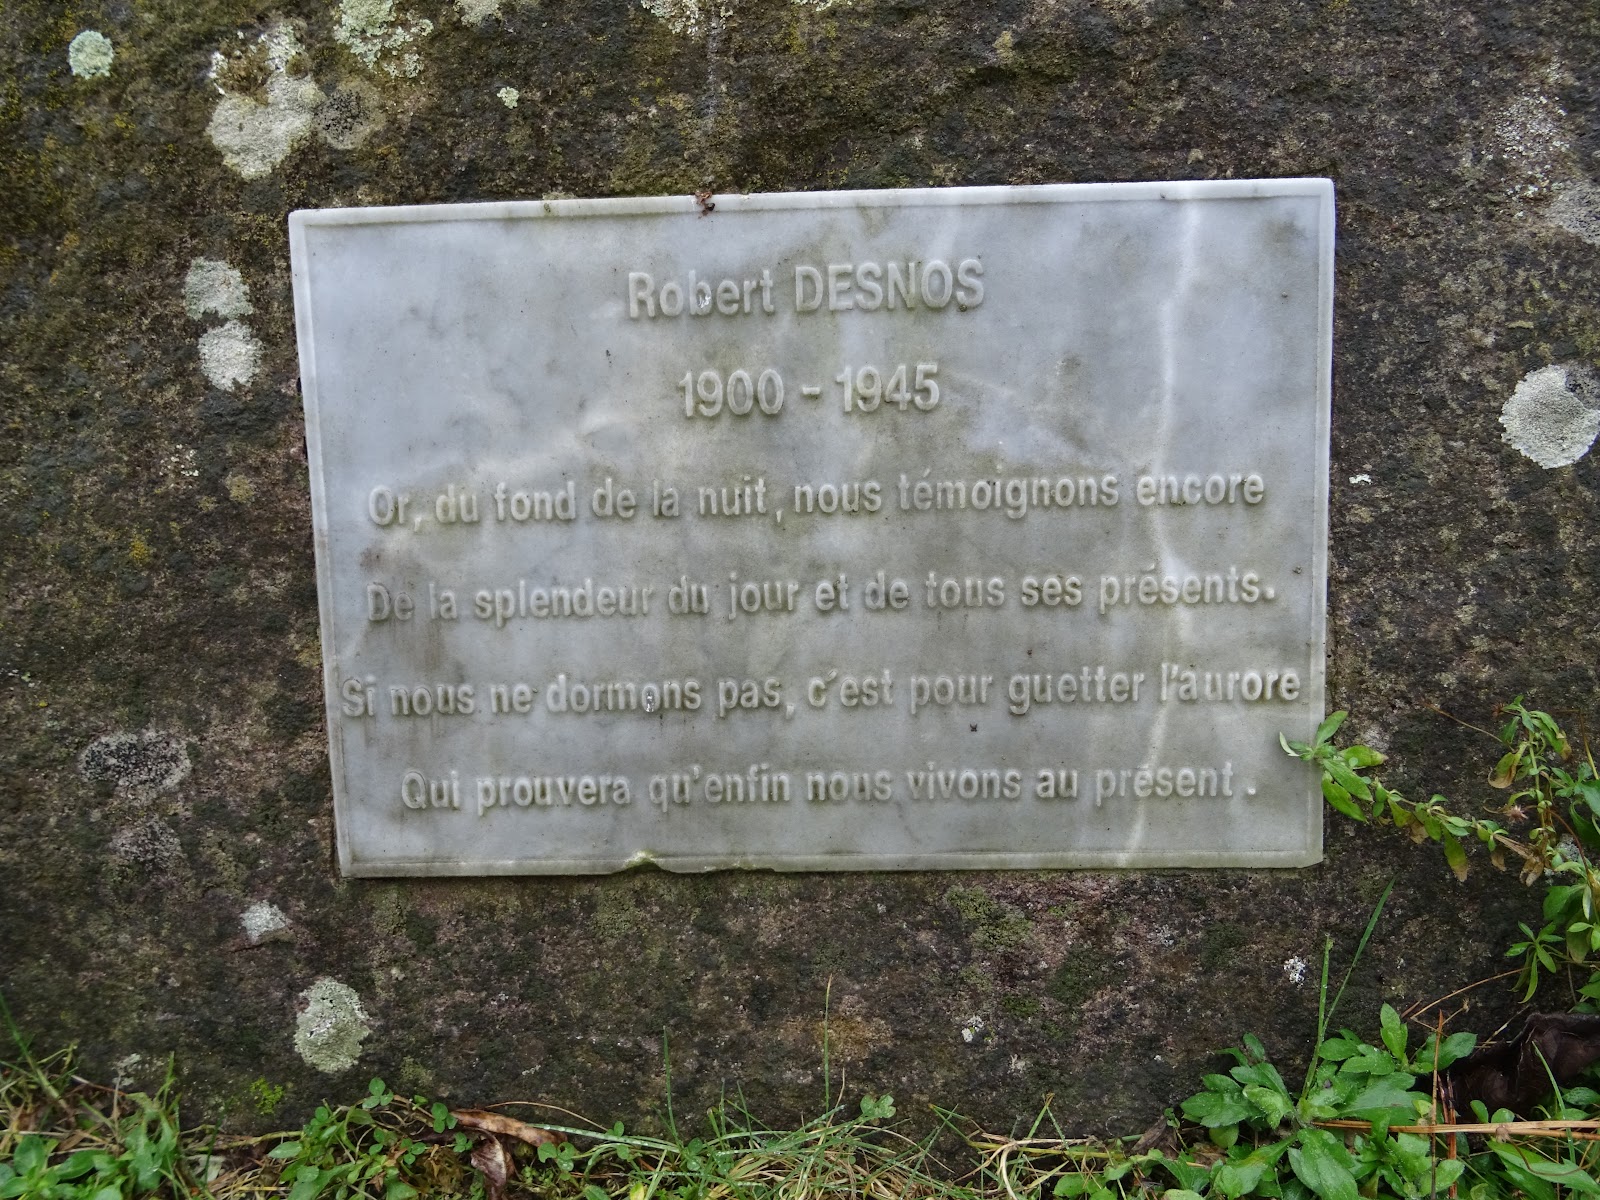 Robert DESNOS
1900 - 1945
Or, du fond de la nuit, nous témoignons encore
De la splendeur du jour et de tous ses présents.
Si nous ne dormons pas, c'est pour guetter l'aurore
Qui prouvera qu'enfin nous vivons au présent.